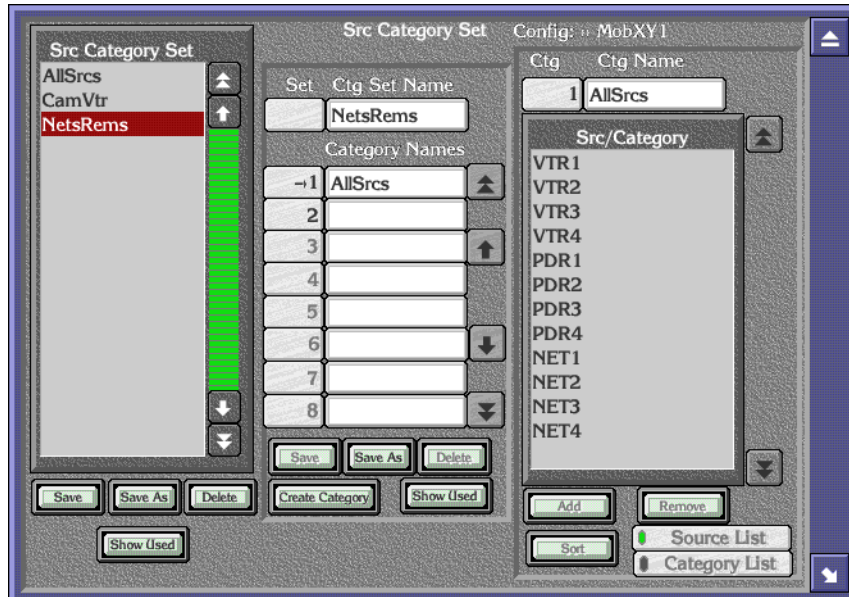 Src Category Set Config: » MobXY1
Src Category Set
AllSrcs
CamVtr
NetsRems
Save Save As Delete
Show Used
Set Ctg Set Name
NetsRems
Category Names
→1 AllSrcs
2
3
4
5
6
7
8
Save Save As Delete
Create Category Show Used
Ctg Ctg Name
1 AllSrcs
Src/Category
VTR1
VTR2
VTR3
VTR4
PDR1
PDR2
PDR3
PDR4
NET1
NET2
NET3
NET4
Add Remove
Sort
Source List
Category List